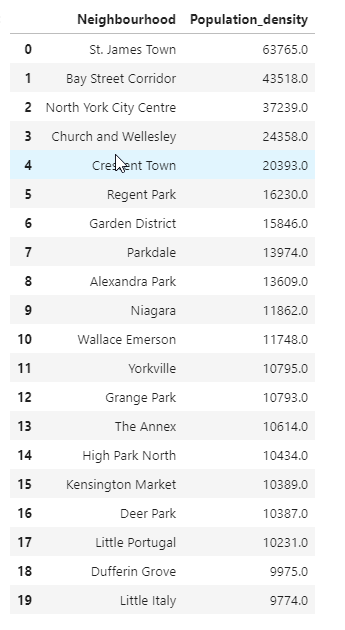 Neighbourhood Population_density
0 St. James Town 63765.0
1 Bay Street Corridor 43518.0
2 North York City Centre 37239.0
3 Church and Wellesley 24358.0
4 Crescent Town 20393.0
5 Regent Park 16230.0
6 Garden District 15846.0
7 Parkdale 13974.0
8 Alexandra Park 13609.0
9 Niagara 11862.0
10 Wallace Emerson 11748.0
11 Yorkville 10795.0
12 Grange Park 10793.0
13 The Annex 10614.0
14 High Park North 10434.0
15 Kensington Market 10389.0
16 Deer Park 10387.0
17 Little Portugal 10231.0
18 Dufferin Grove 9975.0
19 Little Italy 9774.0